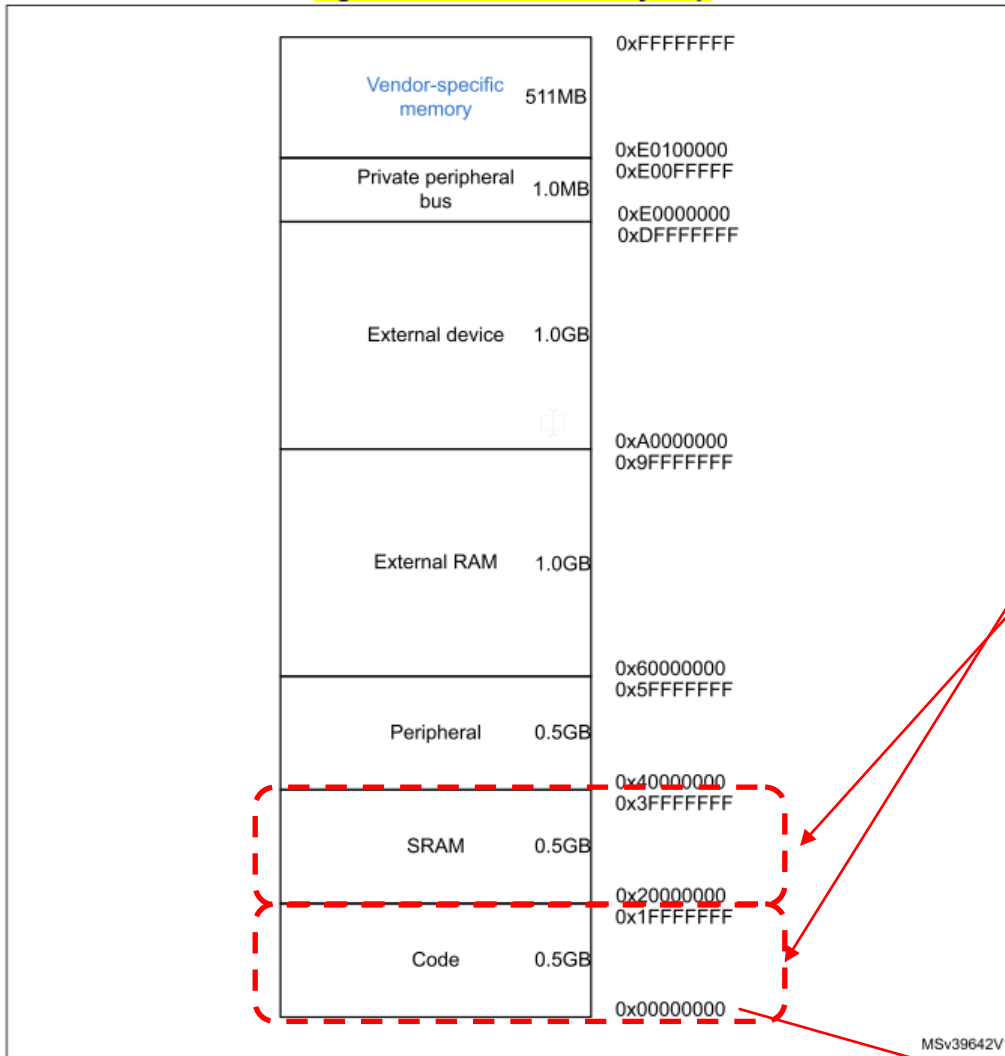 0xFFFFFFFF
Vendor-specific
memory
511MB
0xE0100000
0xE00FFFFF
Private peripheral
bus
1.0MB
0xE0000000
0xDFFFFFFF
External device 1.0GB
0xA0000000
0x9FFFFFFF
External RAM 1.0GB
0x60000000
0x5FFFFFFF
Peripheral 0.5GB
0x40000000
0x3FFFFFFF
SRAM 0.5GB
0x20000000
0x1FFFFFFF
Code 0.5GB
0x00000000
MSv39642V